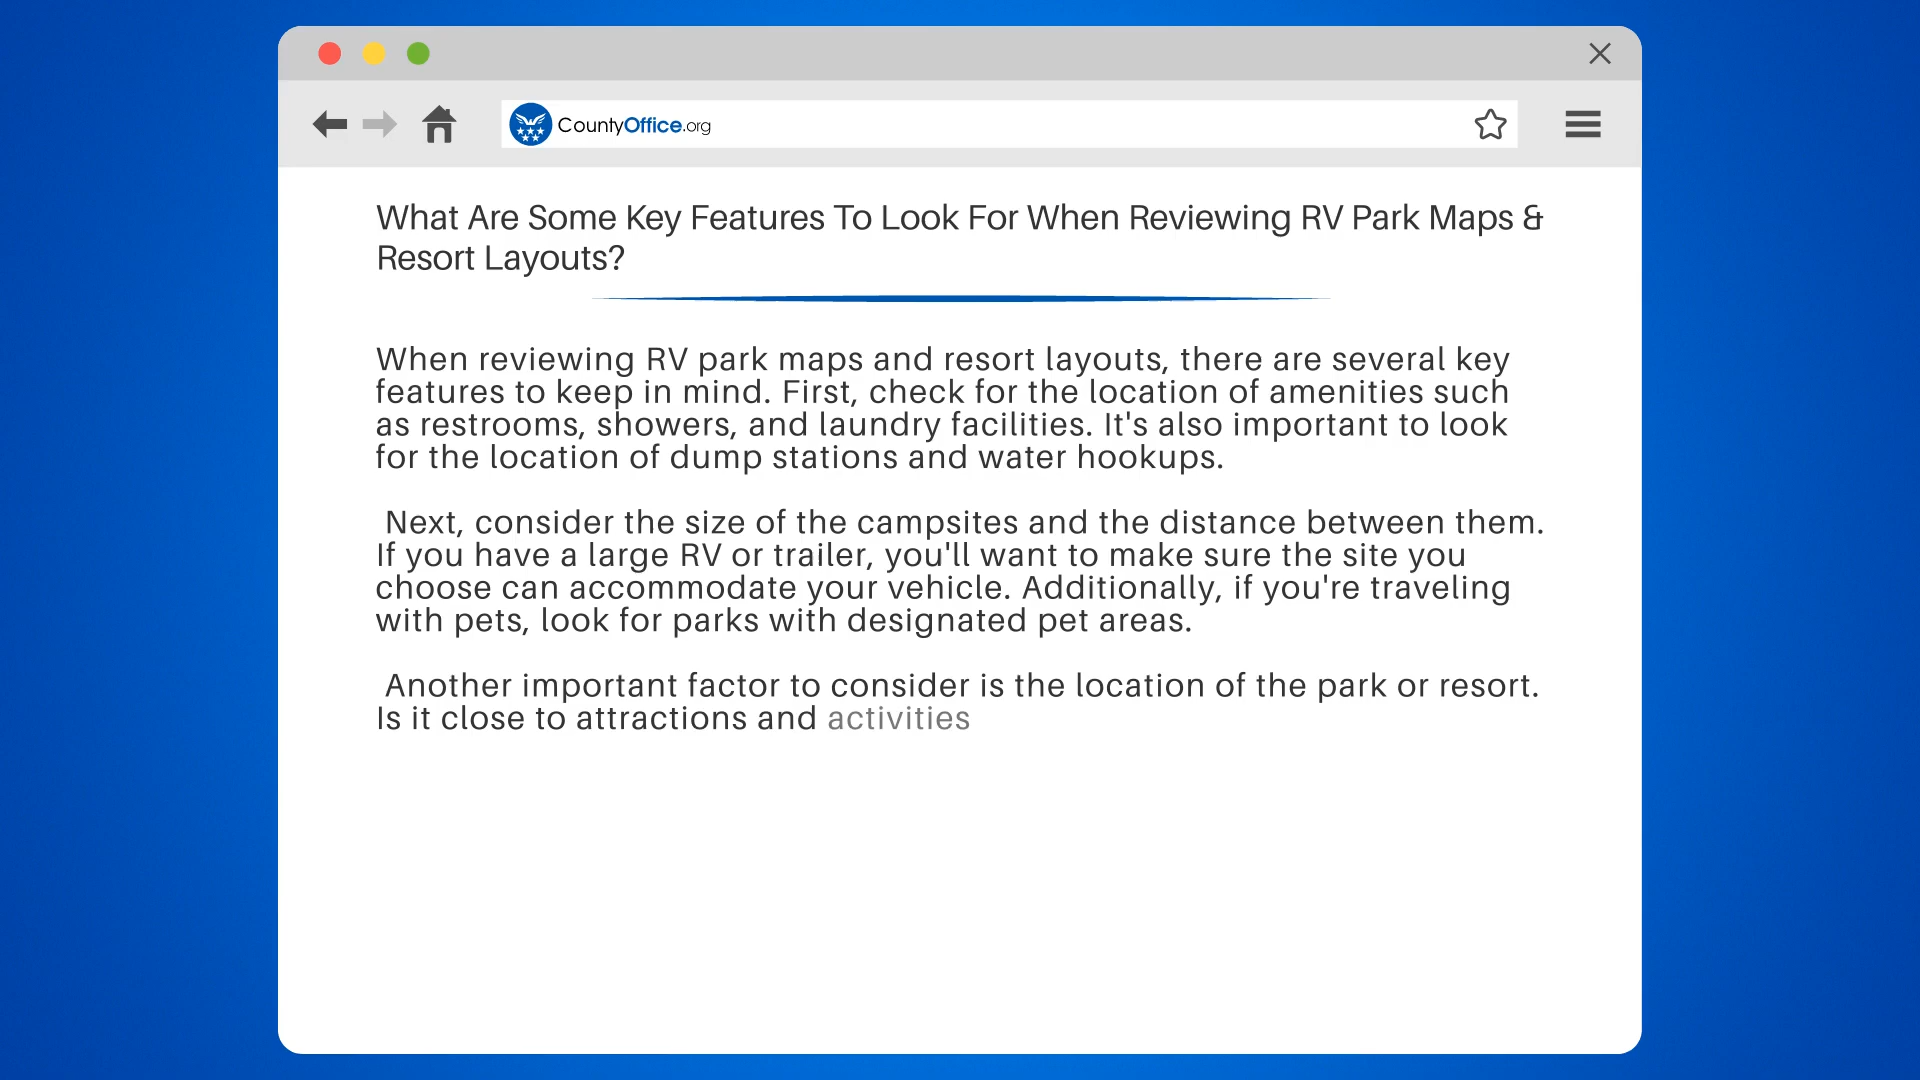 CountyOffice.org
What Are Some Key Features To Look For When Reviewing RV Park Maps &
Resort Layouts?
When reviewing RV park maps and resort layouts, there are several key
features to keep in mind. First, check for the location of amenities such
as restrooms, showers, and laundry facilities. It's also important to look
for the location of dump stations and water hookups.
Next, consider the size of the campsites and the distance between them.
If you have a large RV or trailer, you'll want to make sure the site you
choose can accommodate your vehicle. Additionally, if you're traveling
with pets, look for parks with designated pet areas.
Another important factor to consider is the location of the park or resort.
Is it close to attractions and activities